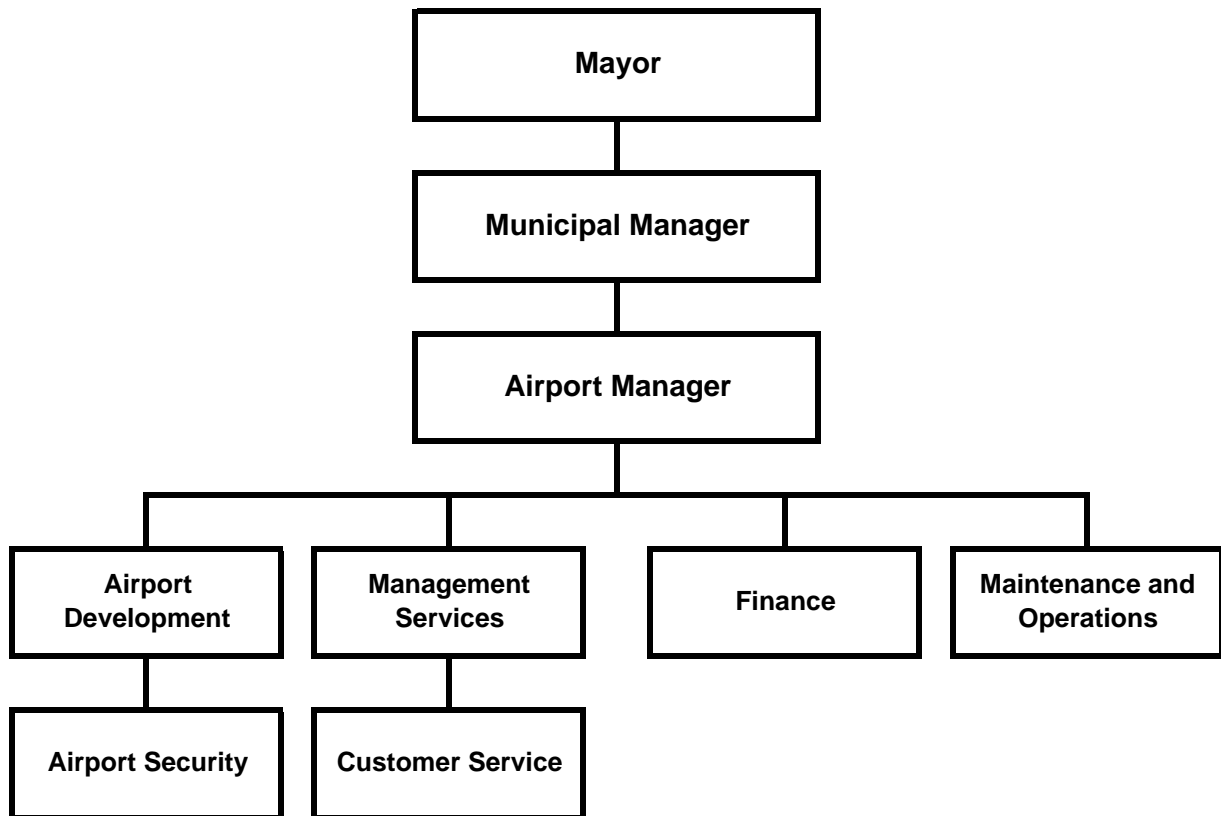 Mayor
Municipal Manager
Airport Manager
Airport
Development
Management
Services
Finance
Maintenance and
Operations
Airport Security
Customer Service